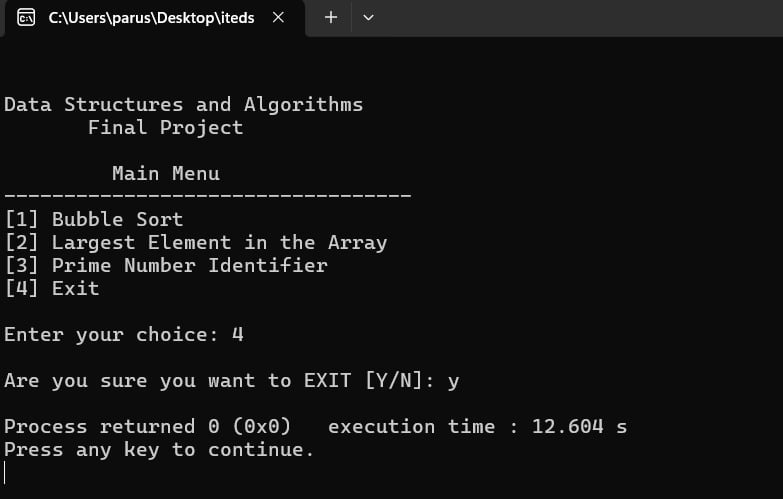 C:\Users\parus\Desktop\iteds
Data Structures and Algorithms
Final Project
Main Menu
----------------------------------
[1] Bubble Sort
[2] Largest Element in the Array
[3] Prime Number Identifier
[4] Exit
Enter your choice: 4
Are you sure you want to EXIT [Y/N]: y
Process returned 0 (0x0)   execution time : 12.604 s
Press any key to continue.